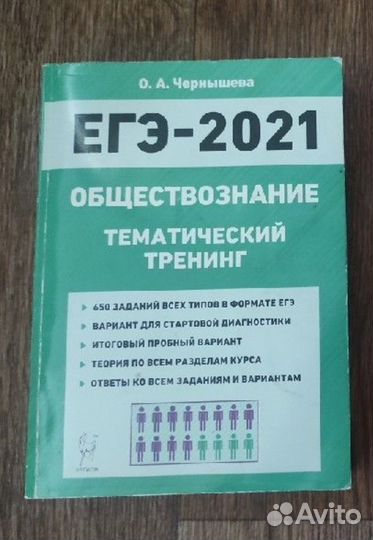 О. А. Чернышева
ЕГЭ-2021
ОБЩЕСТВОЗНАНИЕ
ТЕМАТИЧЕСКИЙ
ТРЕНИНГ
650 ЗАДАНИЙ ВСЕХ ТИПОВ В ФОРМАТЕ ЕГЭ
ВАРИАНТ ДЛЯ СТАРТОВОЙ ДИАГНОСТИКИ
ИТОГОВЫЙ ПРОБНЫЙ ВАРИАНТ
ТЕОРИЯ ПО ВСЕМ РАЗДЕЛАМ КУРСА
ОТВЕТЫ КО ВСЕМ ЗАДАНИЯМ И ВАРИАНТАМ
Avito